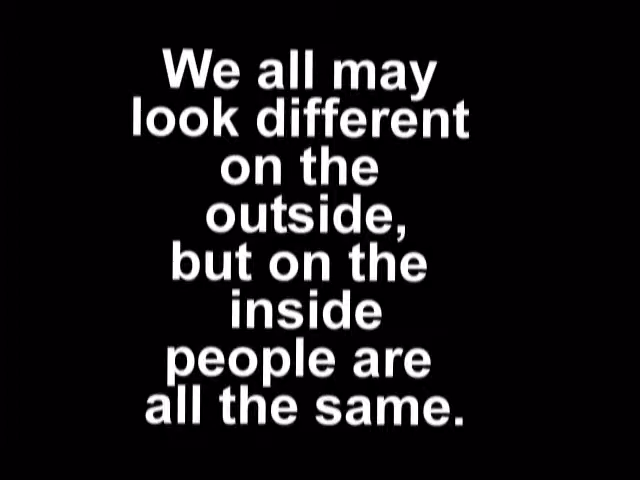 We all may
look different
on the
outside,
but on the
inside
people are
all the same.